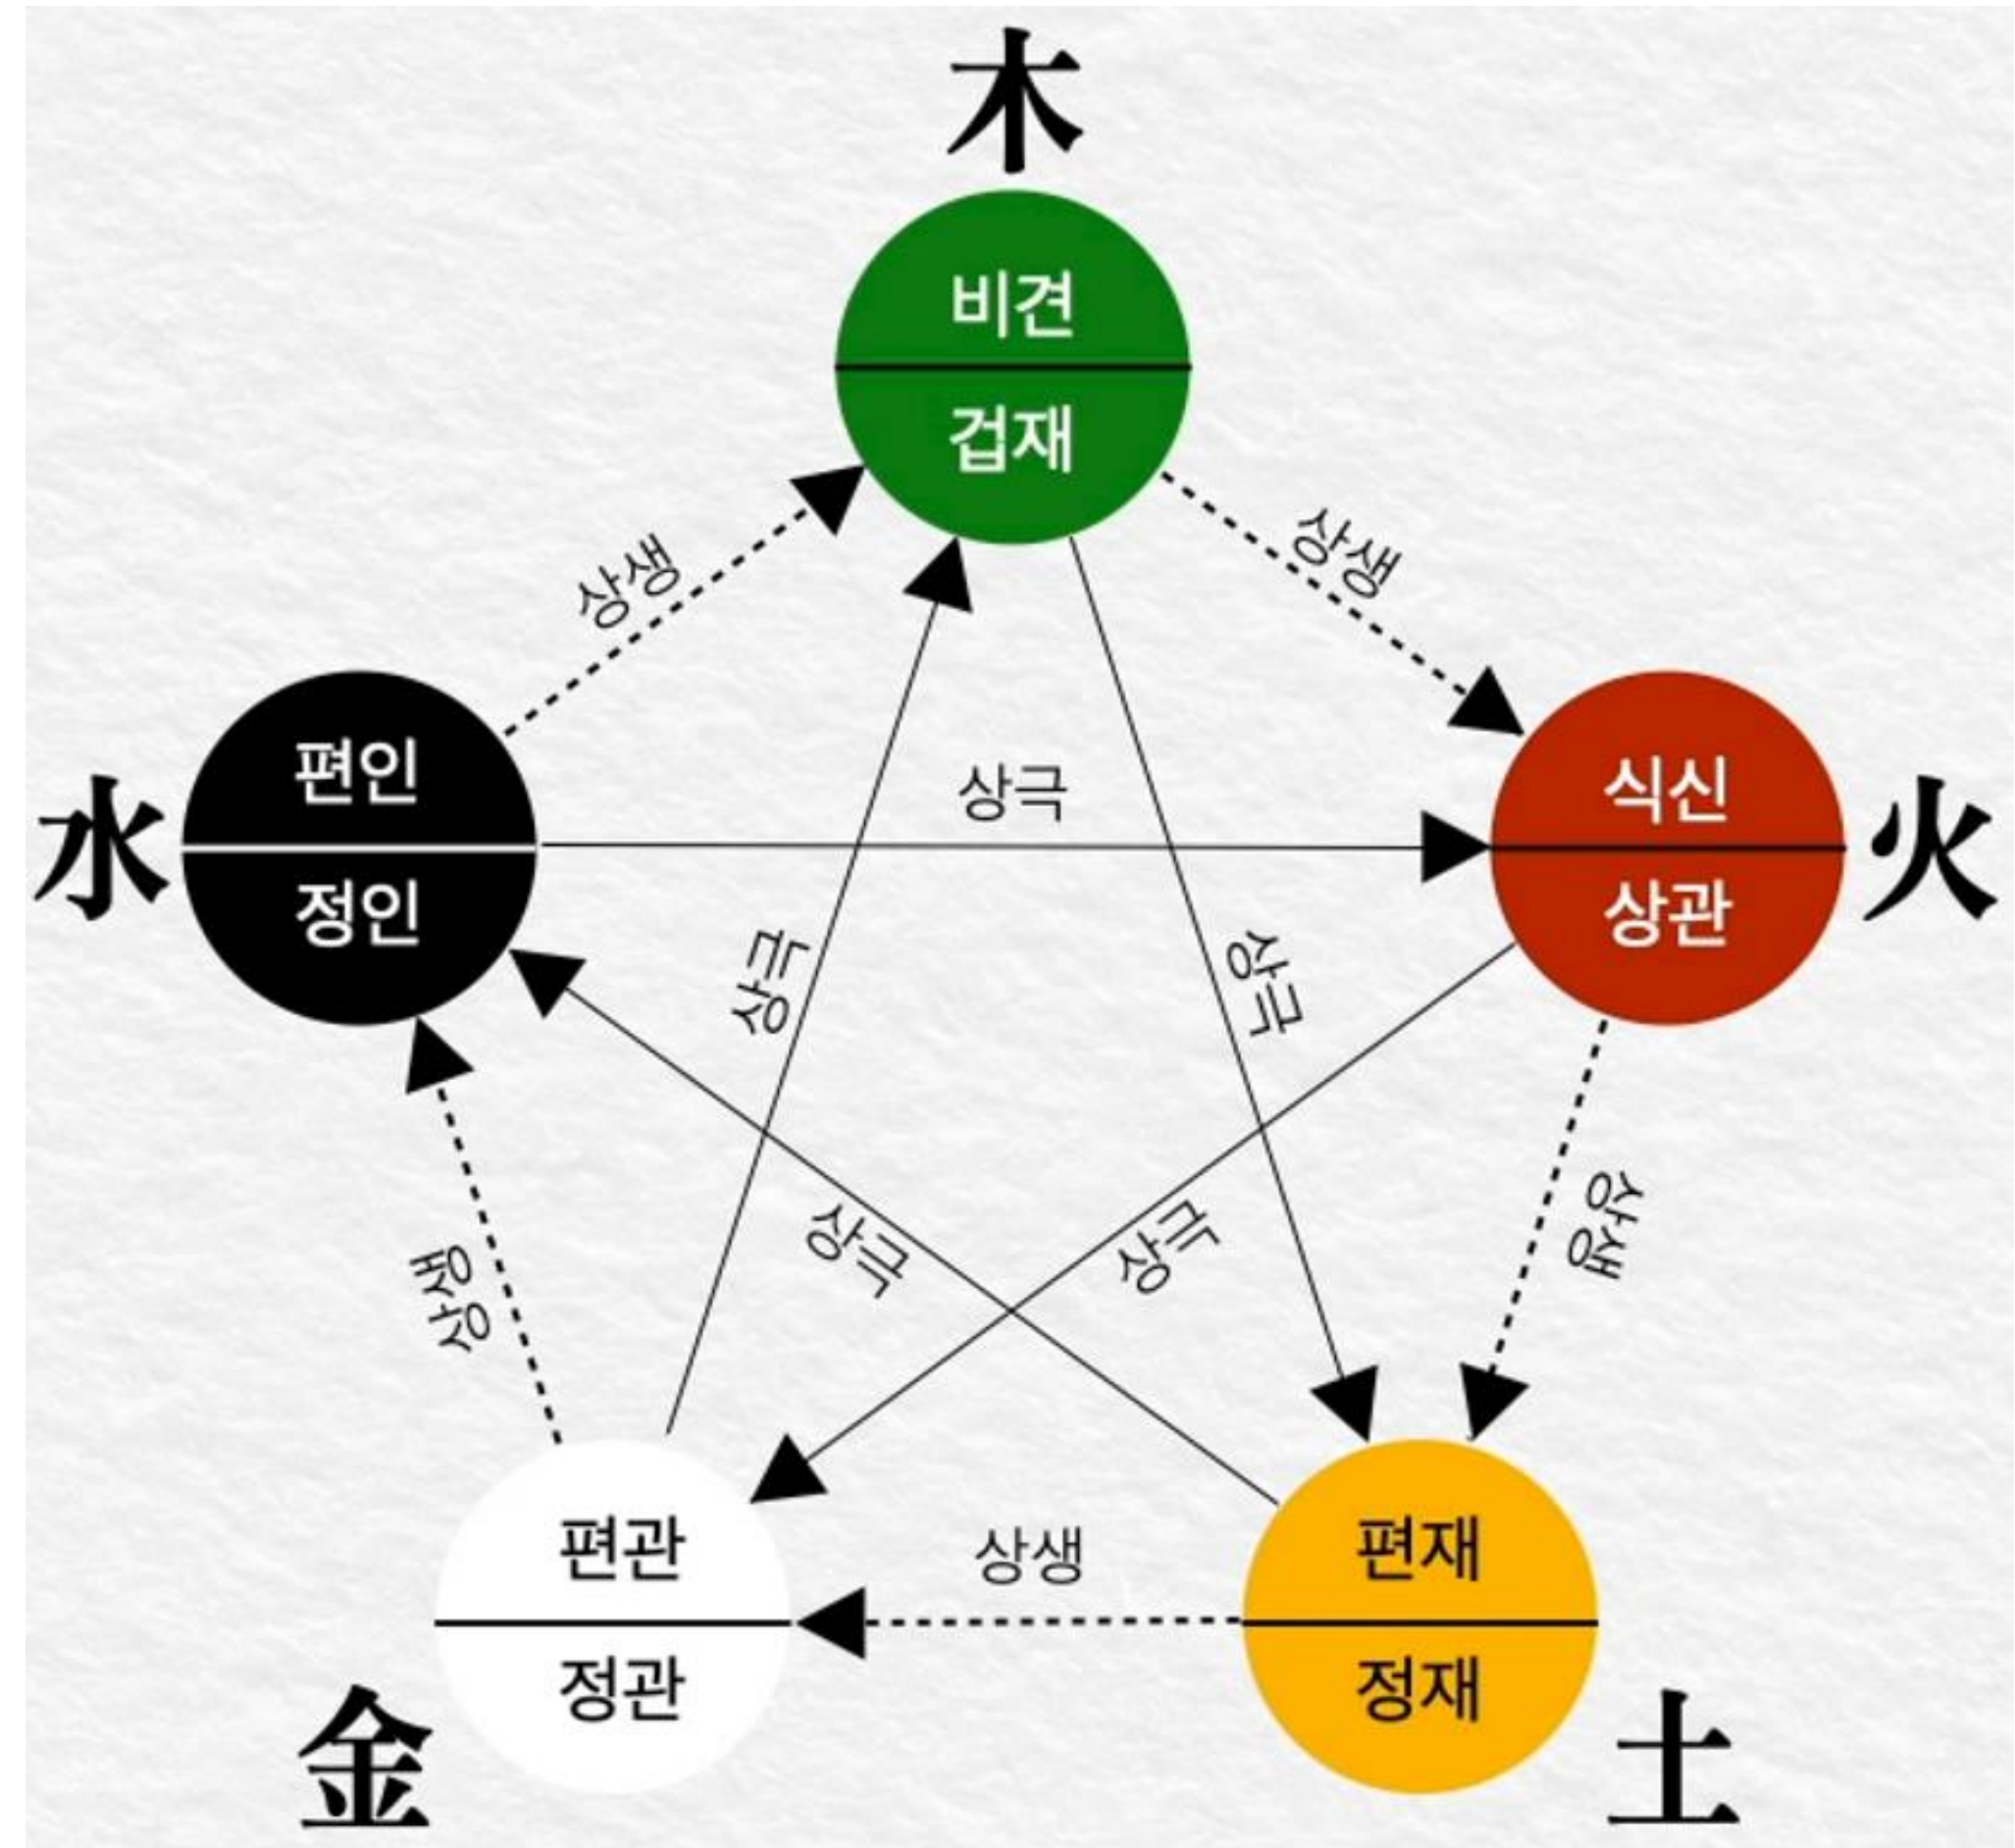 木
비견
겁재
상생
상생
편인
정인
水
상극
식신
상관
火
상극
상극
상생
상생
상극
상극
편관
정관
金
상생
편재
정재
土